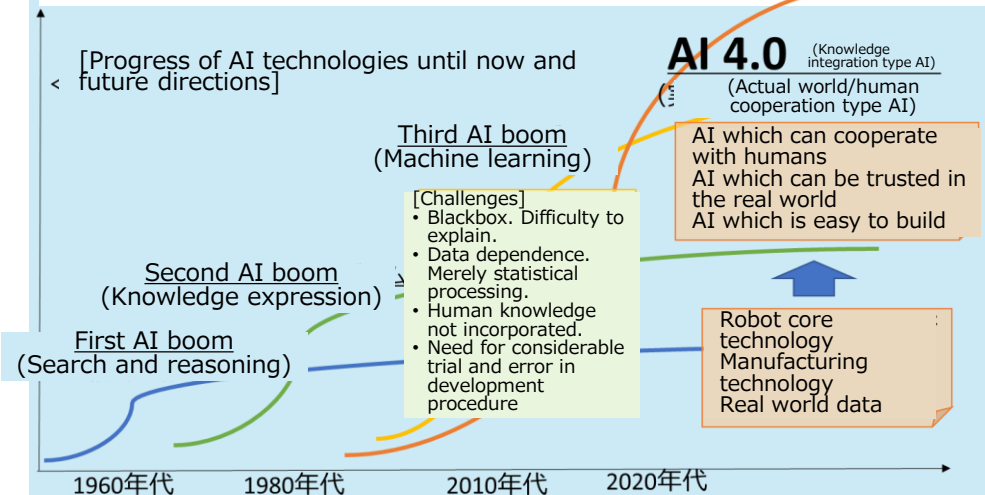 [Progress of AI technologies until now and
< future directions]
AI 4.0
(Knowledge
integration type AI)
(Actual world/human
cooperation type AI)
Third AI boom
(Machine learning)
AI which can cooperate
with humans
AI which can be trusted in
the real world
AI which is easy to build
[Challenges]
• Blackbox. Difficulty to
explain.
• Data dependence.
Merely statistical
processing.
• Human knowledge
not incorporated.
• Need for considerable
trial and error in
development
procedure
Second AI boom
(Knowledge expression)
First AI boom
(Search and reasoning)
Robot core
technology
Manufacturing
technology
Real world data
1960年代
1980年代
2010年代
2020年代